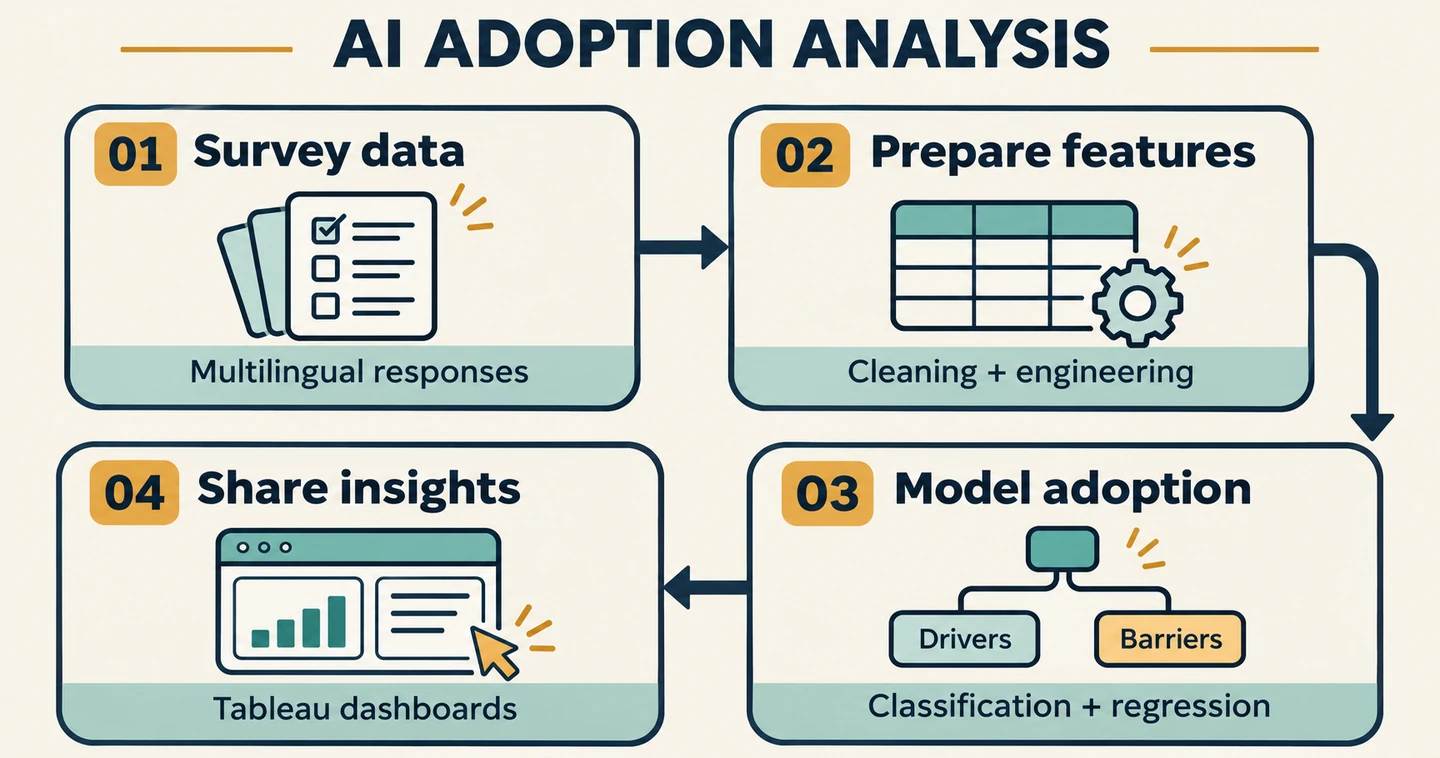 AI ADOPTION ANALYSIS
01 Survey data
Multilingual responses
02 Prepare features
Cleaning + engineering
03 Model adoption
Drivers
Barriers
Classification + regression
04 Share insights
Tableau dashboards